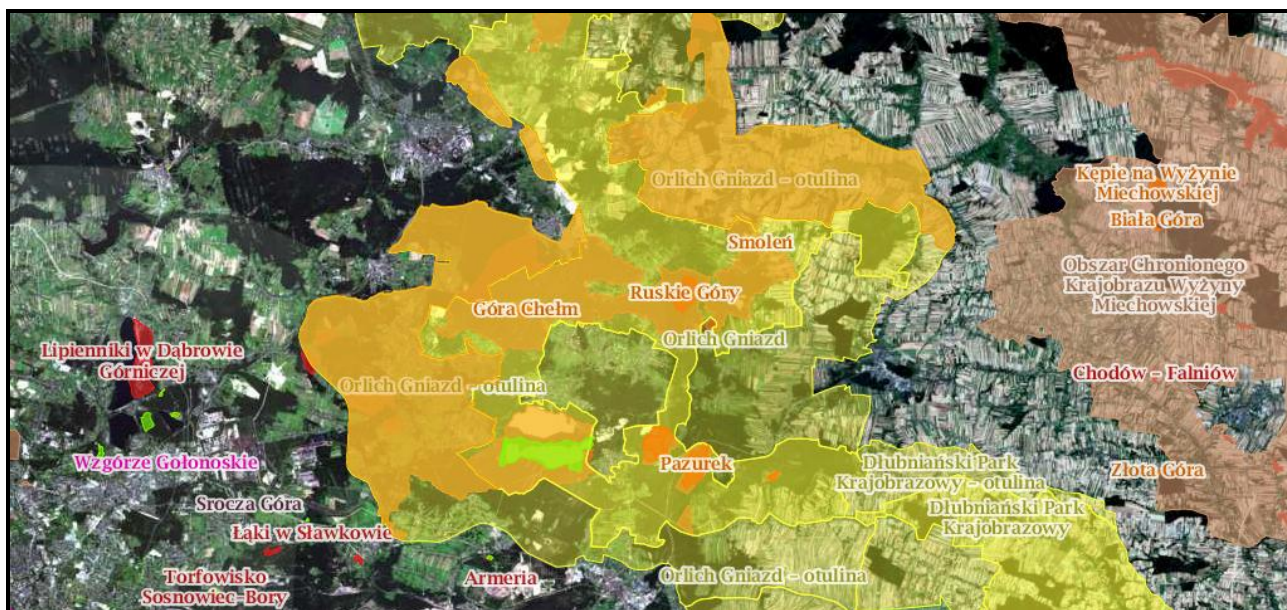 Orlich Gniazd – otulina
Kępie na Wyżynie
Miechowskiej
Biała Góra
Smoleń
Obszar Chronionego
Krajobrazu Wyżyny
Miechowskiej
Ruskie Góry
Góra Chełm
Orlich Gniazd
Lipienniki w Dąbrowie
Górniczej
Orlich Gniazd – otulina
Chodów – Falniów
Wzgórze Gołonoskie
Pazurek
Dłubniański Park
Krajobrazowy – otulina
Złota Góra
Srocza Góra
Dłubniański Park
Krajobrazowy
Łąki w Sławkowie
Torfowisko
Sosnowiec–Bory
Armeria
Orlich Gniazd – otulina